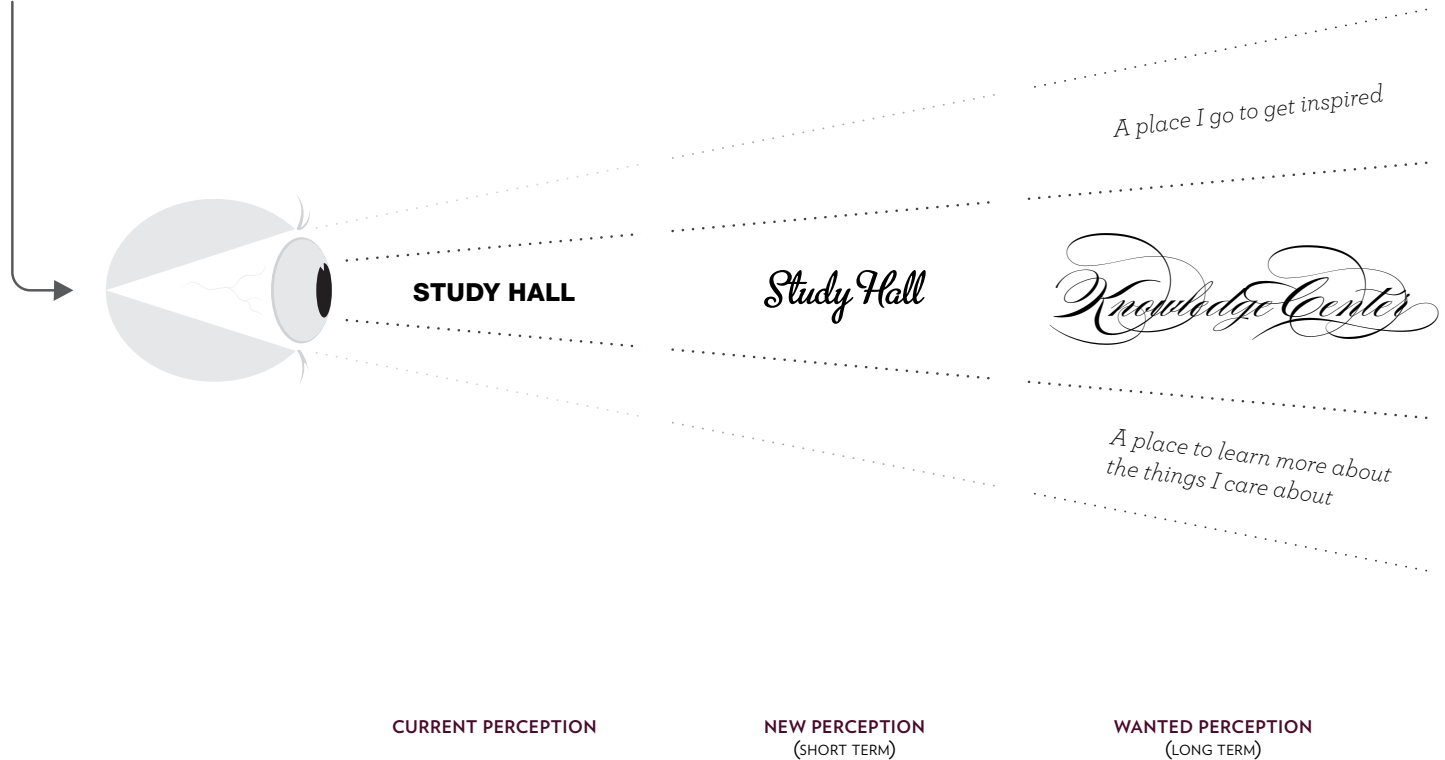 A place I go to get inspired
STUDY HALL
Study Hall
Knowledge Center
A place to learn more about
the things I care about
CURRENT PERCEPTION
NEW PERCEPTION
(SHORT TERM)
WANTED PERCEPTION
(LONG TERM)